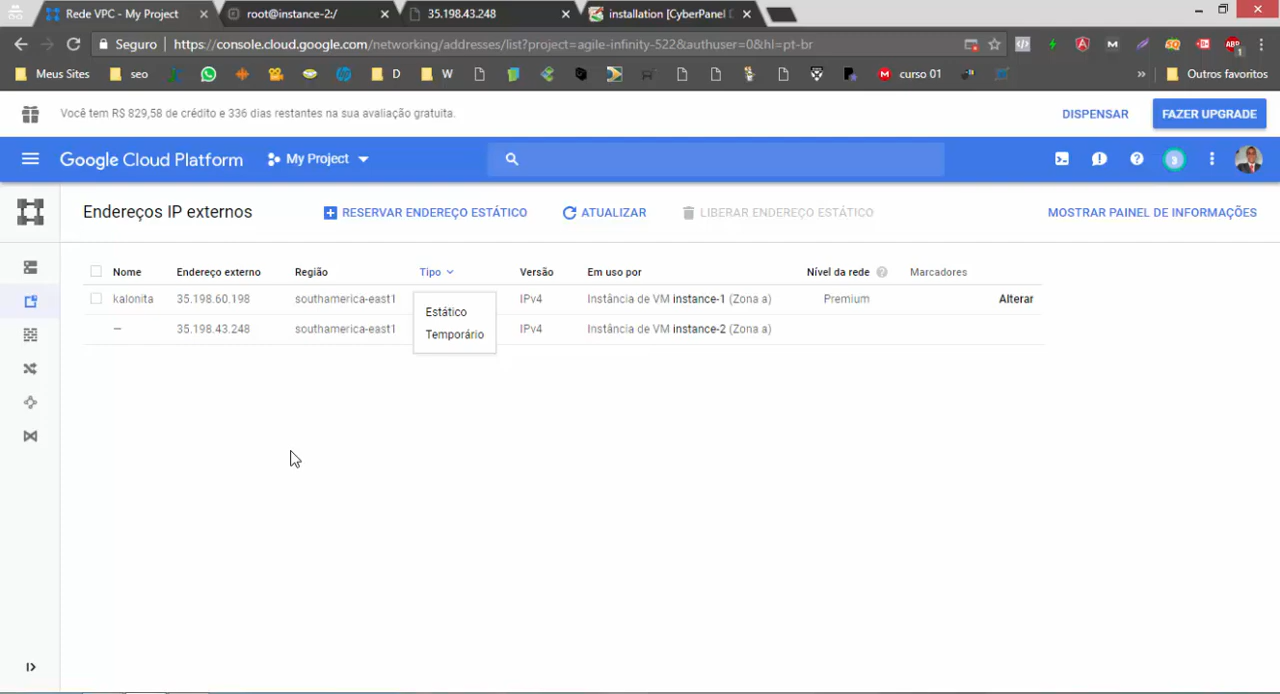 Rede VPC - My Project
root@instance-2:/
35.198.43.248
installation [CyberPanel
Seguro
https://console.cloud.google.com/networking/addresses/list?project=agile-infinity-522&authuser=0&hl=pt-br
Meus Sites
seo
D
W
curso 01
Outros favoritos
Você tem R$ 829,58 de crédito e 336 dias restantes na sua avaliação gratuita.
DISPENSAR
FAZER UPGRADE
Google Cloud Platform
My Project
Endereços IP externos
RESERVAR ENDEREÇO ESTÁTICO
ATUALIZAR
LIBERAR ENDEREÇO ESTÁTICO
MOSTRAR PAINEL DE INFORMAÇÕES
Nome Endereço externo Região Tipo Versão Em uso por Nível da rede Marcadores
kalonita 35.198.60.198 southamerica-east1 IPv4 Instância de VM instance-1 (Zona a) Premium Alterar
— 35.198.43.248 southamerica-east1 IPv4 Instância de VM instance-2 (Zona a)
Estático
Temporário